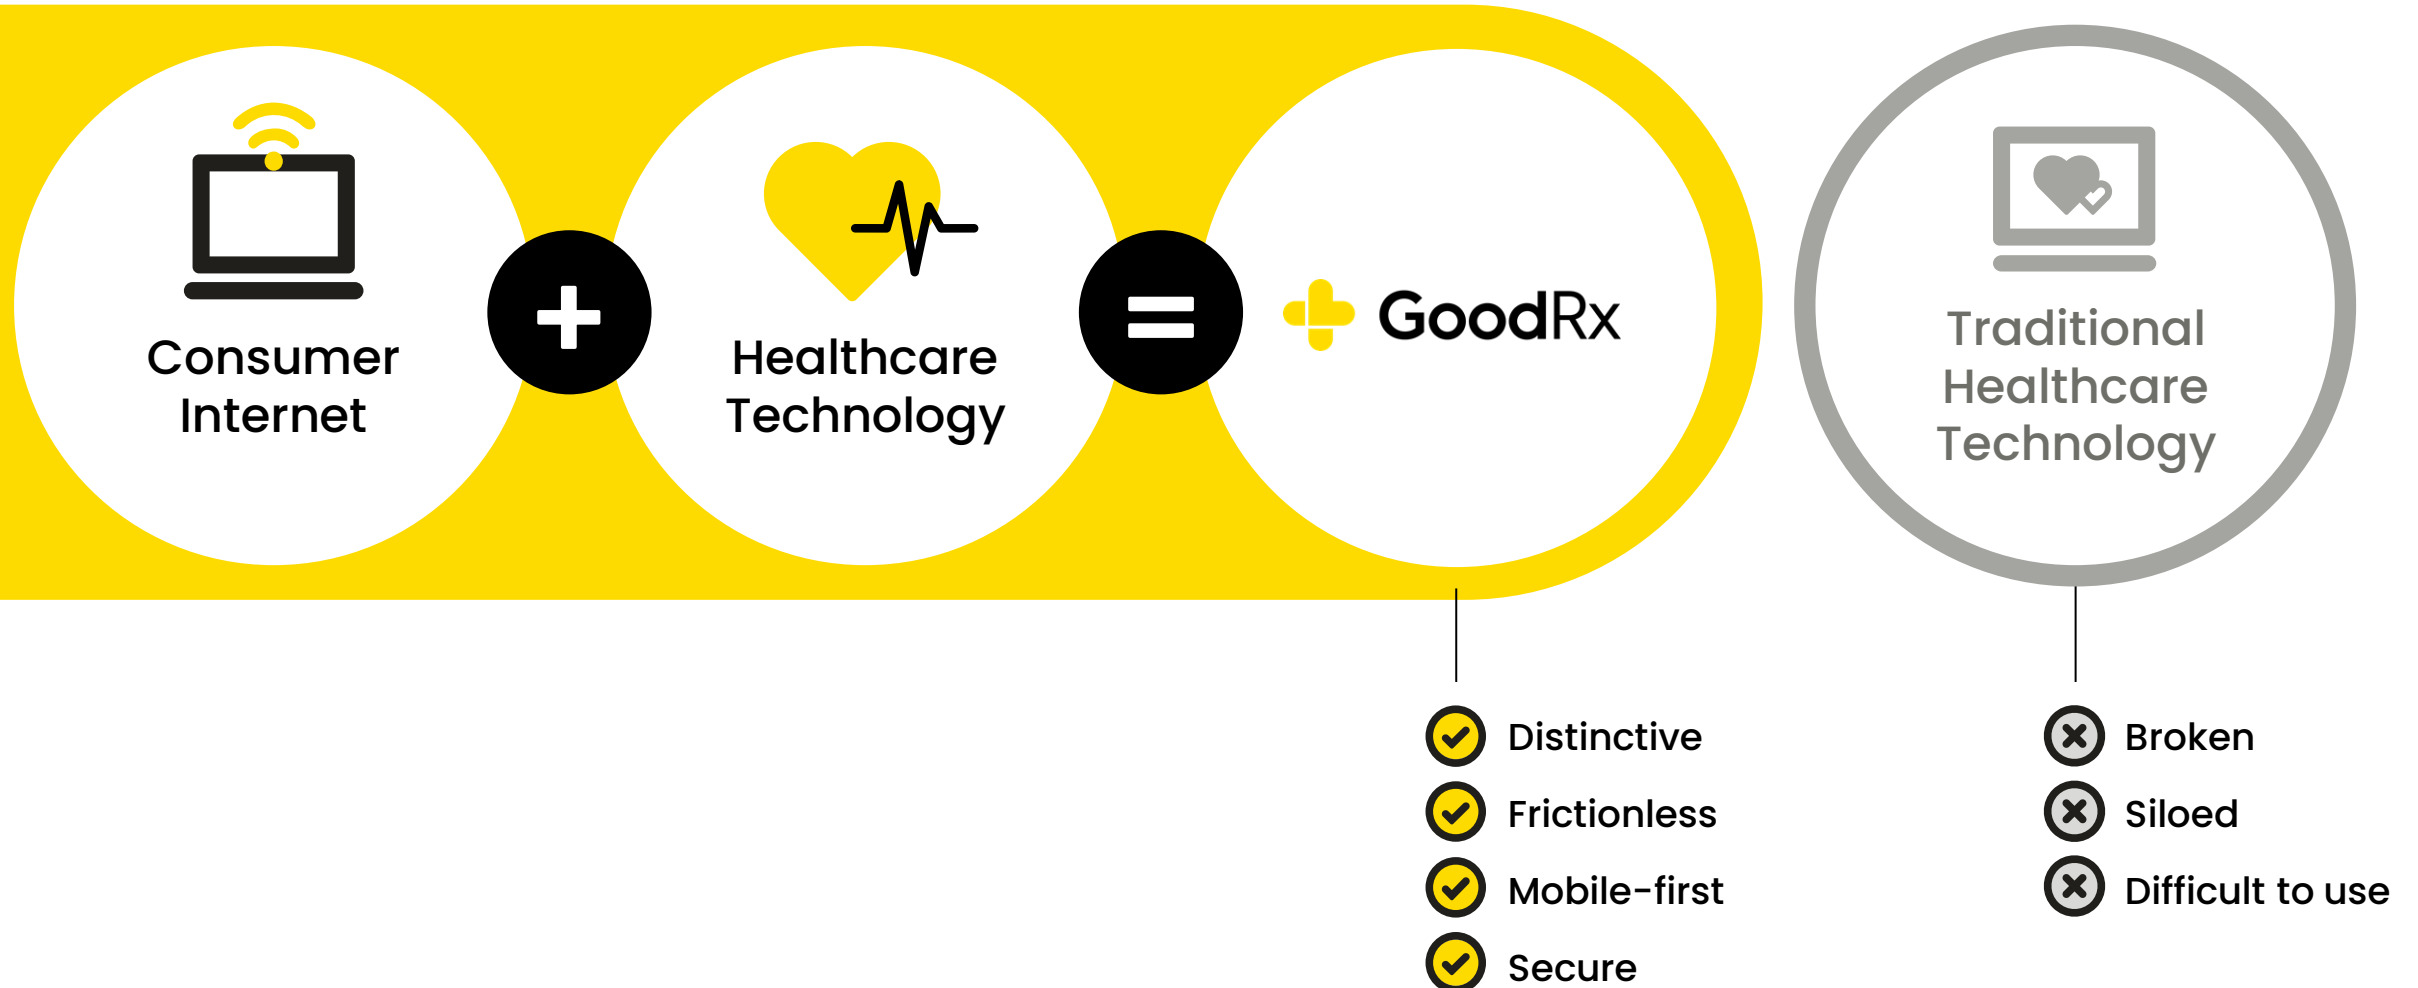 Consumer
Internet
+
Healthcare
Technology
=
GoodRx
Traditional
Healthcare
Technology
Distinctive
Frictionless
Mobile-first
Secure
Broken
Siloed
Difficult to use